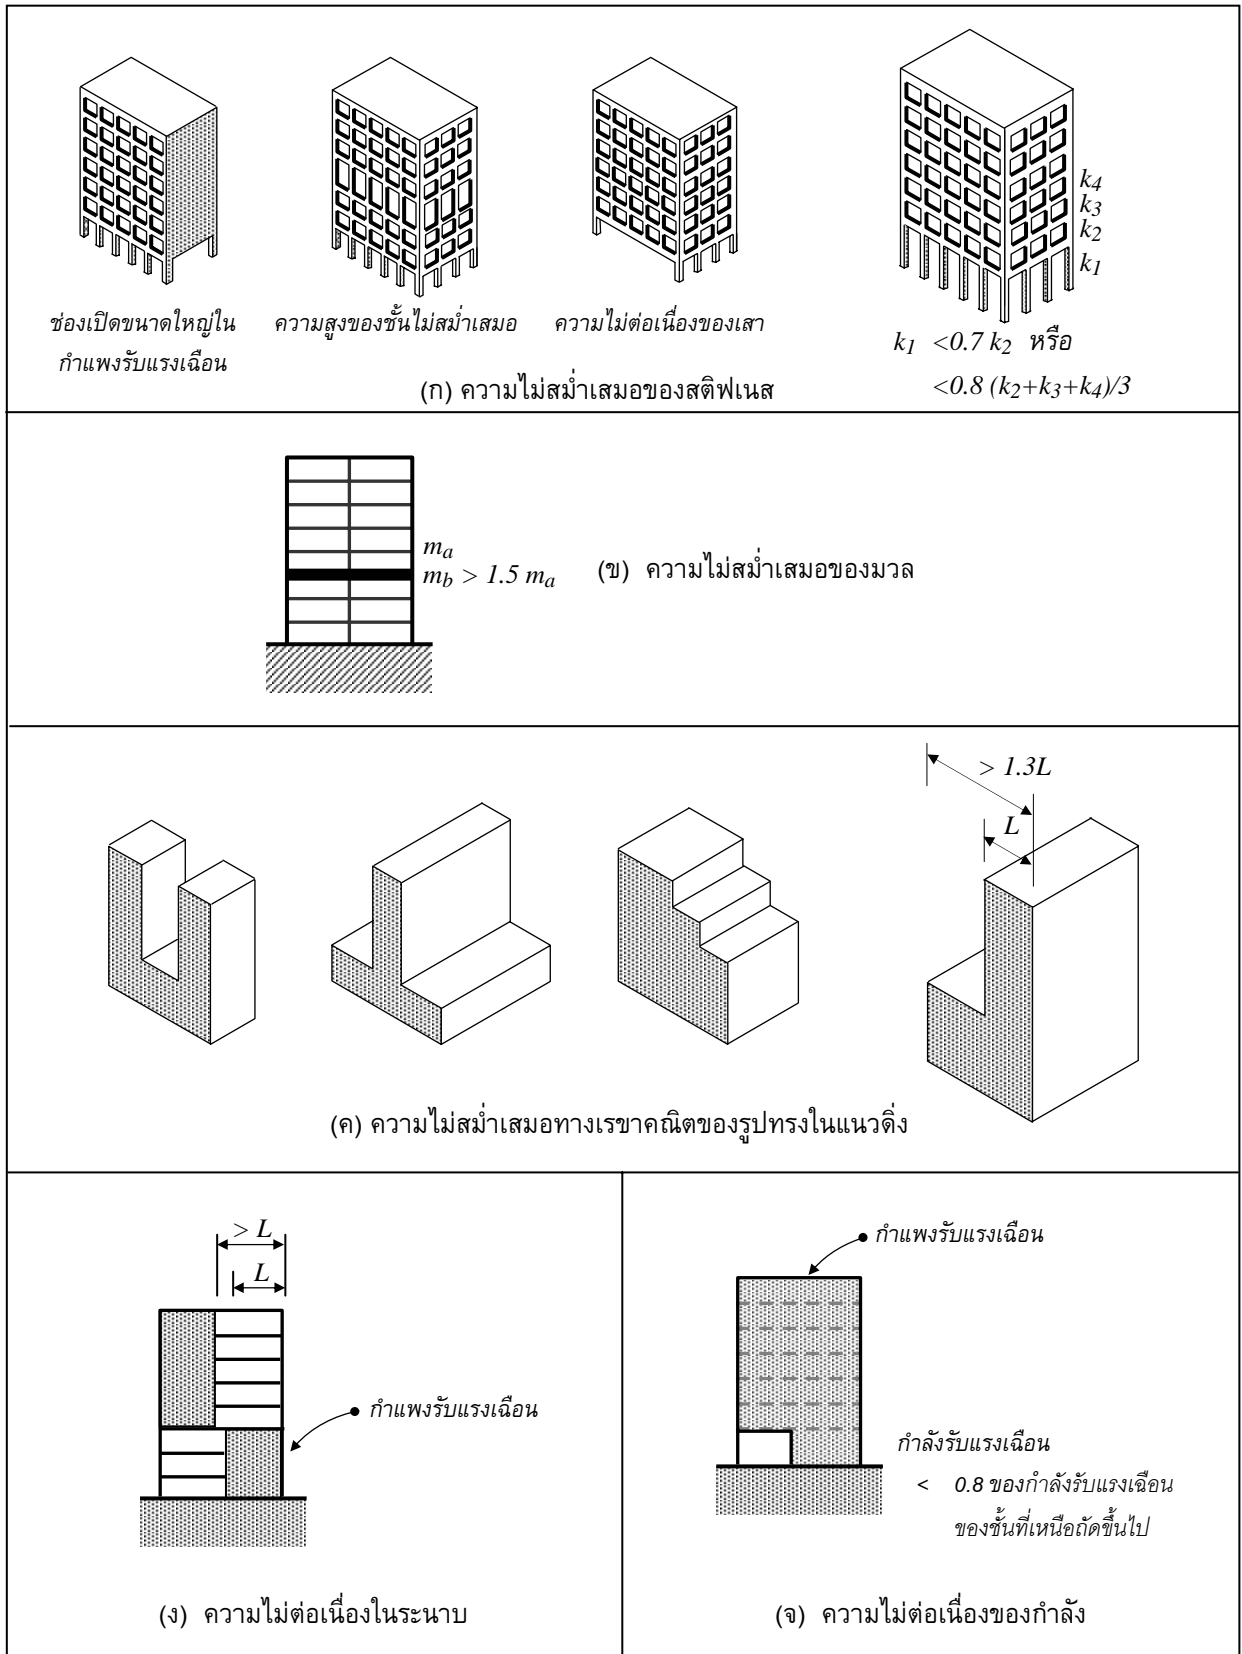 k4
k3
k2
k1
ช่องเปิดขนาดใหญ่ใน
กำแพงรับแรงเฉือน
ความสูงของชั้นไม่สม่ำเสมอ
ความไม่ต่อเนื่องของเสา
k1 <0.7 k2 หรือ
<0.8 (k2+k3+k4)/3
(ก) ความไม่สม่ำเสมอของสติฟเนส
ma
mb > 1.5 ma
(ข) ความไม่สม่ำเสมอของมวล
> 1.3L
L
(ค) ความไม่สม่ำเสมอทางเรขาคณิตของรูปทรงในแนวดิ่ง
> L
L
กำแพงรับแรงเฉือน
(ง) ความไม่ต่อเนื่องในระนาบ
กำแพงรับแรงเฉือน
กำลังรับแรงเฉือน
< 0.8 ของกำลังรับแรงเฉือน
ของชั้นที่เหนือถัดขึ้นไป
(จ) ความไม่ต่อเนื่องของกำลัง